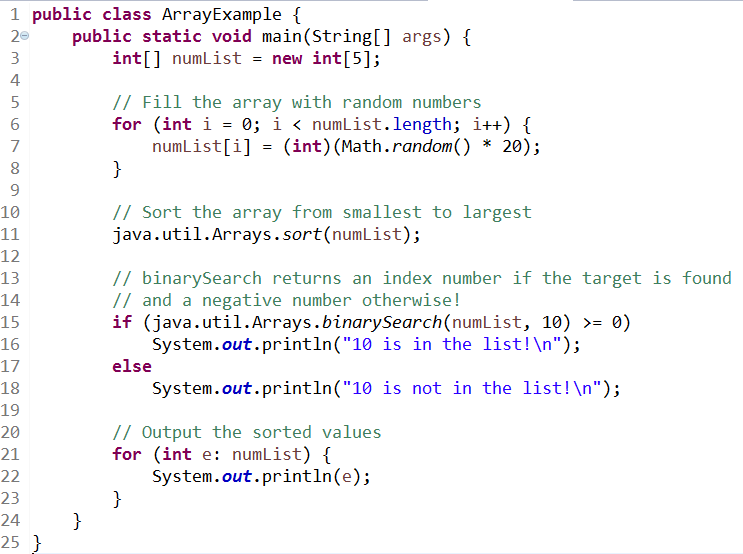 1 public class ArrayExample {
2 public static void main(String[] args) {
3 int[] numList = new int[5];
4
5 // Fill the array with random numbers
6 for (int i = 0; i < numList.length; i++) {
7 numList[i] = (int)(Math.random() * 20);
8 }
9
10 // Sort the array from smallest to largest
11 java.util.Arrays.sort(numList);
12
13 // binarySearch returns an index number if the target is found
14 // and a negative number otherwise!
15 if (java.util.Arrays.binarySearch(numList, 10) >= 0)
16 System.out.println("10 is in the list!\n");
17 else
18 System.out.println("10 is not in the list!\n");
19
20 // Output the sorted values
21 for (int e: numList) {
22 System.out.println(e);
23 }
24 }
25 }